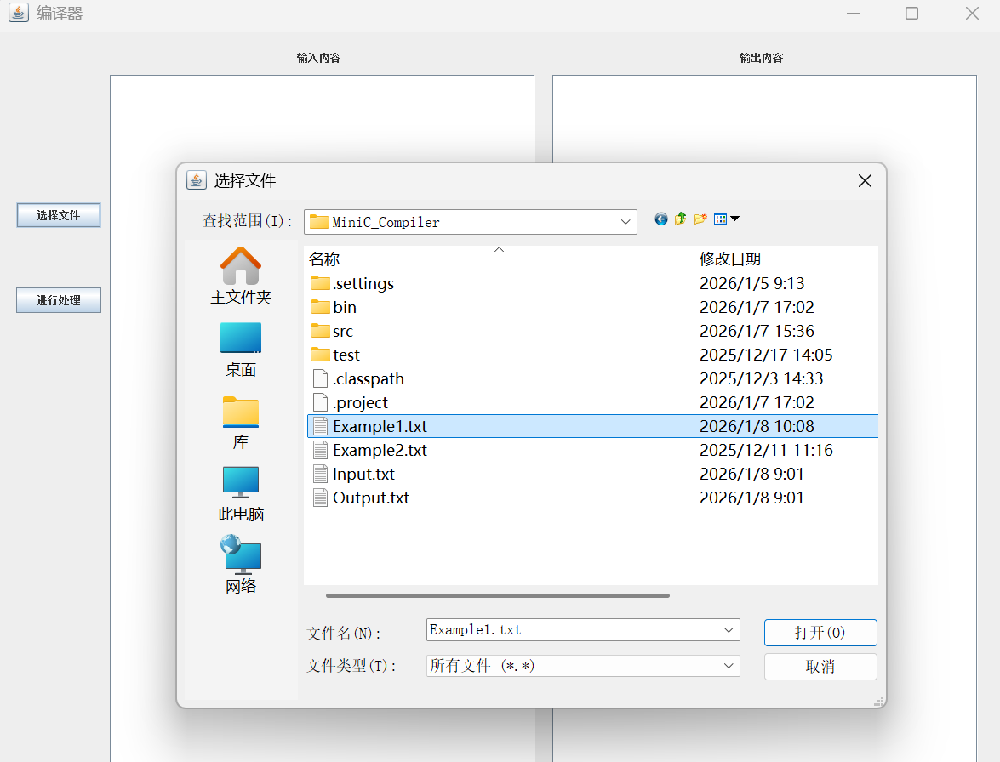 编译器
输入内容 输出内容
选择文件
进行处理
选择文件
查找范围(I): MiniC_Compiler
主文件夹
桌面
库
此电脑
网络
名称 修改日期
.settings 2026/1/5 9:13
bin 2026/1/7 17:02
src 2026/1/7 15:36
test 2025/12/17 14:05
.classpath 2025/12/3 14:33
.project 2026/1/7 17:02
Example1.txt 2026/1/8 10:08
Example2.txt 2025/12/11 11:16
Input.txt 2026/1/8 9:01
Output.txt 2026/1/8 9:01
文件名(N): Example1.txt 打开(O)
文件类型(T): 所有文件 (*.*) 取消